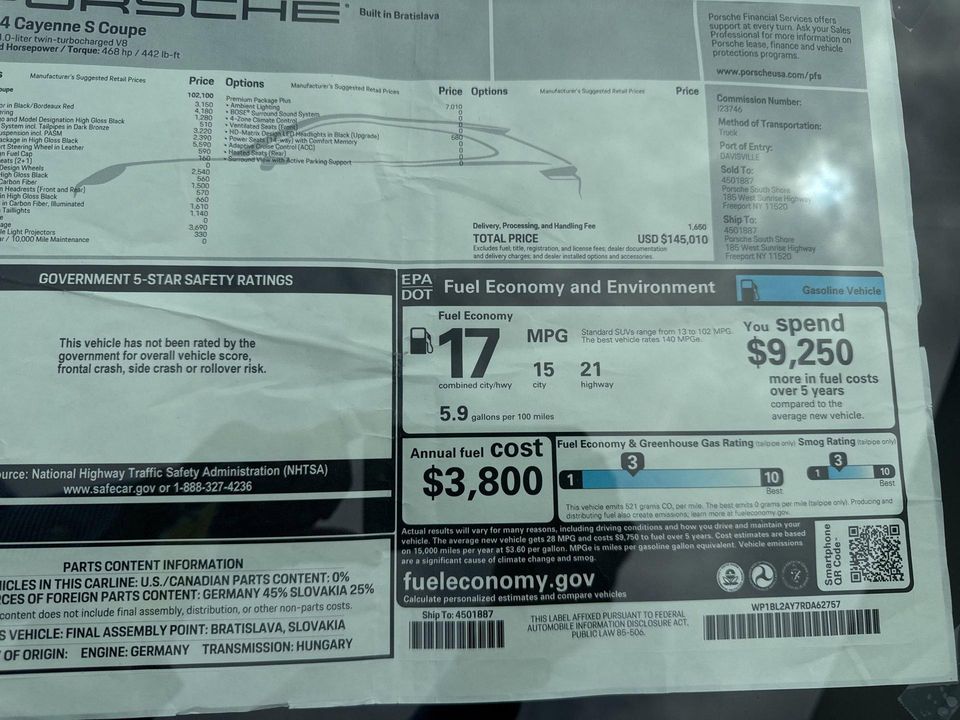 PORSCHE®
Built in Bratislava
4 Cayenne S Coupe
.0-liter twin-turbocharged V8
d Horsepower / Torque: 468 hp / 442 lb-ft
Porsche Financial Services offers
support at every turn. Ask your Sales
Professional for more information on
Porsche lease, finance and vehicle
protections programs.
www.porscheusa.com/pfs
Manufacturer's Suggested Retail Prices Price
oupe 102,100
or in Black/Bordeaux Red 3,150
ering 4,180
o and Model Designation High Gloss Black 1,280
System incl. Tailpipes in Dark Bronze 510
uspension incl. PASM 3,220
ackage in High Gloss Black 2,390
rt Steering Wheel in Leather 5,590
n Fuel Cap 590
eats (2+1) 160
Design Wheels 0
High Gloss Black 2,540
Carbon Fiber 560
n Headrests (Front and Rear) 1,500
in High Gloss Black 570
in Carbon Fiber, Illuminated 660
Taillights 1,610
e 1,140
age 0
le Light Projectors 3,690
ar / 10,000 Mile Maintenance 330
0
Options Manufacturer's Suggested Retail Prices Price
Premium Package Plus 7,010
• Ambient Lighting 0
• BOSE® Surround Sound System 0
• 4-Zone Climate Control 0
• Ventilated Seats (Front) 0
• HD-Matrix Design LED Headlights in Black (Upgrade) 680
• Power Seats (14-way) with Comfort Memory 0
• Adaptive Cruise Control (ACC) 0
• Heated Seats (Rear) 0
• Surround View with Active Parking Support 0
Options Manufacturer's Suggested Retail Prices Price
Delivery, Processing, and Handling Fee 1,650
TOTAL PRICE USD $145,010
Excludes fuel, title, registration, and license fees, dealer documentation
and delivery charges; and dealer installed options and accessories.
Commission Number:
I23746
Method of Transportation:
Truck
Port of Entry:
DAVISVILLE
Sold To:
4501887
Porsche South Shore
185 West Sunrise Highway
Freeport NY 11520
Ship To:
4501887
Porsche South Shore
185 West Sunrise Highway
Freeport NY 11520
GOVERNMENT 5-STAR SAFETY RATINGS
This vehicle has not been rated by the
government for overall vehicle score,
frontal crash, side crash or rollover risk.
ource: National Highway Traffic Safety Administration (NHTSA)
www.safecar.gov or 1-888-327-4236
PARTS CONTENT INFORMATION
HICLES IN THIS CARLINE: U.S./CANADIAN PARTS CONTENT: 0%
RCES OF FOREIGN PARTS CONTENT: GERMANY 45% SLOVAKIA 25%
content does not include final assembly, distribution, or other non-parts costs.
S VEHICLE: FINAL ASSEMBLY POINT: BRATISLAVA, SLOVAKIA
Y OF ORIGIN: ENGINE: GERMANY TRANSMISSION: HUNGARY
EPA
DOT
Fuel Economy and Environment
Gasoline Vehicle
Fuel Economy
17 MPG
combined city/hwy
15 city
21 highway
Standard SUVs range from 13 to 102 MPG.
The best vehicle rates 140 MPGe.
5.9 gallons per 100 miles
You spend
$9,250
more in fuel costs
over 5 years
compared to the
average new vehicle.
Annual fuel cost
$3,800
Fuel Economy & Greenhouse Gas Rating (tailpipe only)
1 3 10
Best
Smog Rating (tailpipe only)
1 3 10
Best
This vehicle emits 521 grams CO2 per mile. The best emits 0 grams per mile (tailpipe only). Producing and
distributing fuel also create emissions; learn more at fueleconomy.gov.
Actual results will vary for many reasons, including driving conditions and how you drive and maintain your
vehicle. The average new vehicle gets 28 MPG and costs $9,750 to fuel over 5 years. Cost estimates are based
on 15,000 miles per year at $3.60 per gallon. MPGe is miles per gasoline gallon equivalent. Vehicle emissions
are a significant cause of climate change and smog.
fueleconomy.gov
Calculate personalized estimates and compare vehicles
Smartphone
QR Code:
Ship To: 4501887
THIS LABEL AFFIXED PURSUANT TO FEDERAL
AUTOMOBILE INFORMATION DISCLOSURE ACT,
PUBLIC LAW 85-506.
WP1BL2AY7RDA62757